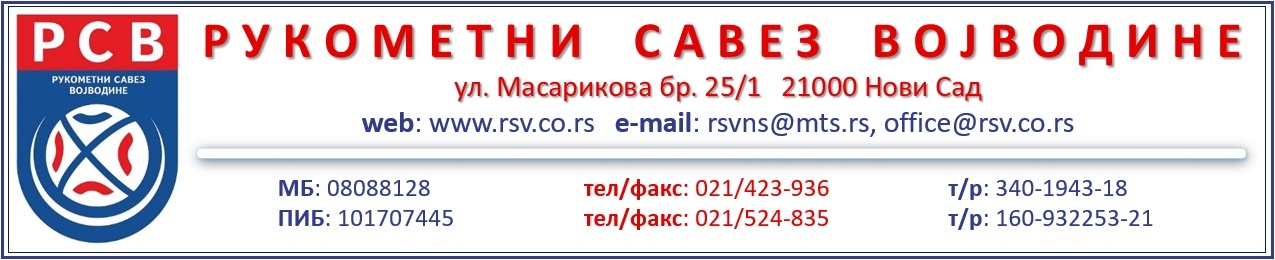 РСВ
РУКОМЕТНИ САВЕЗ
ВОЈВОДИНЕ
РУКОМЕТНИ САВЕЗ ВОЈВОДИНЕ
ул. Масарикова бр. 25/1 21000 Нови Сад
web: www.rsv.co.rs e-mail: rsvns@mts.rs, office@rsv.co.rs
МБ: 08088128 тел/факс: 021/423-936 т/р: 340-1943-18
ПИБ: 101707445 тел/факс: 021/524-835 т/р: 160-932253-21